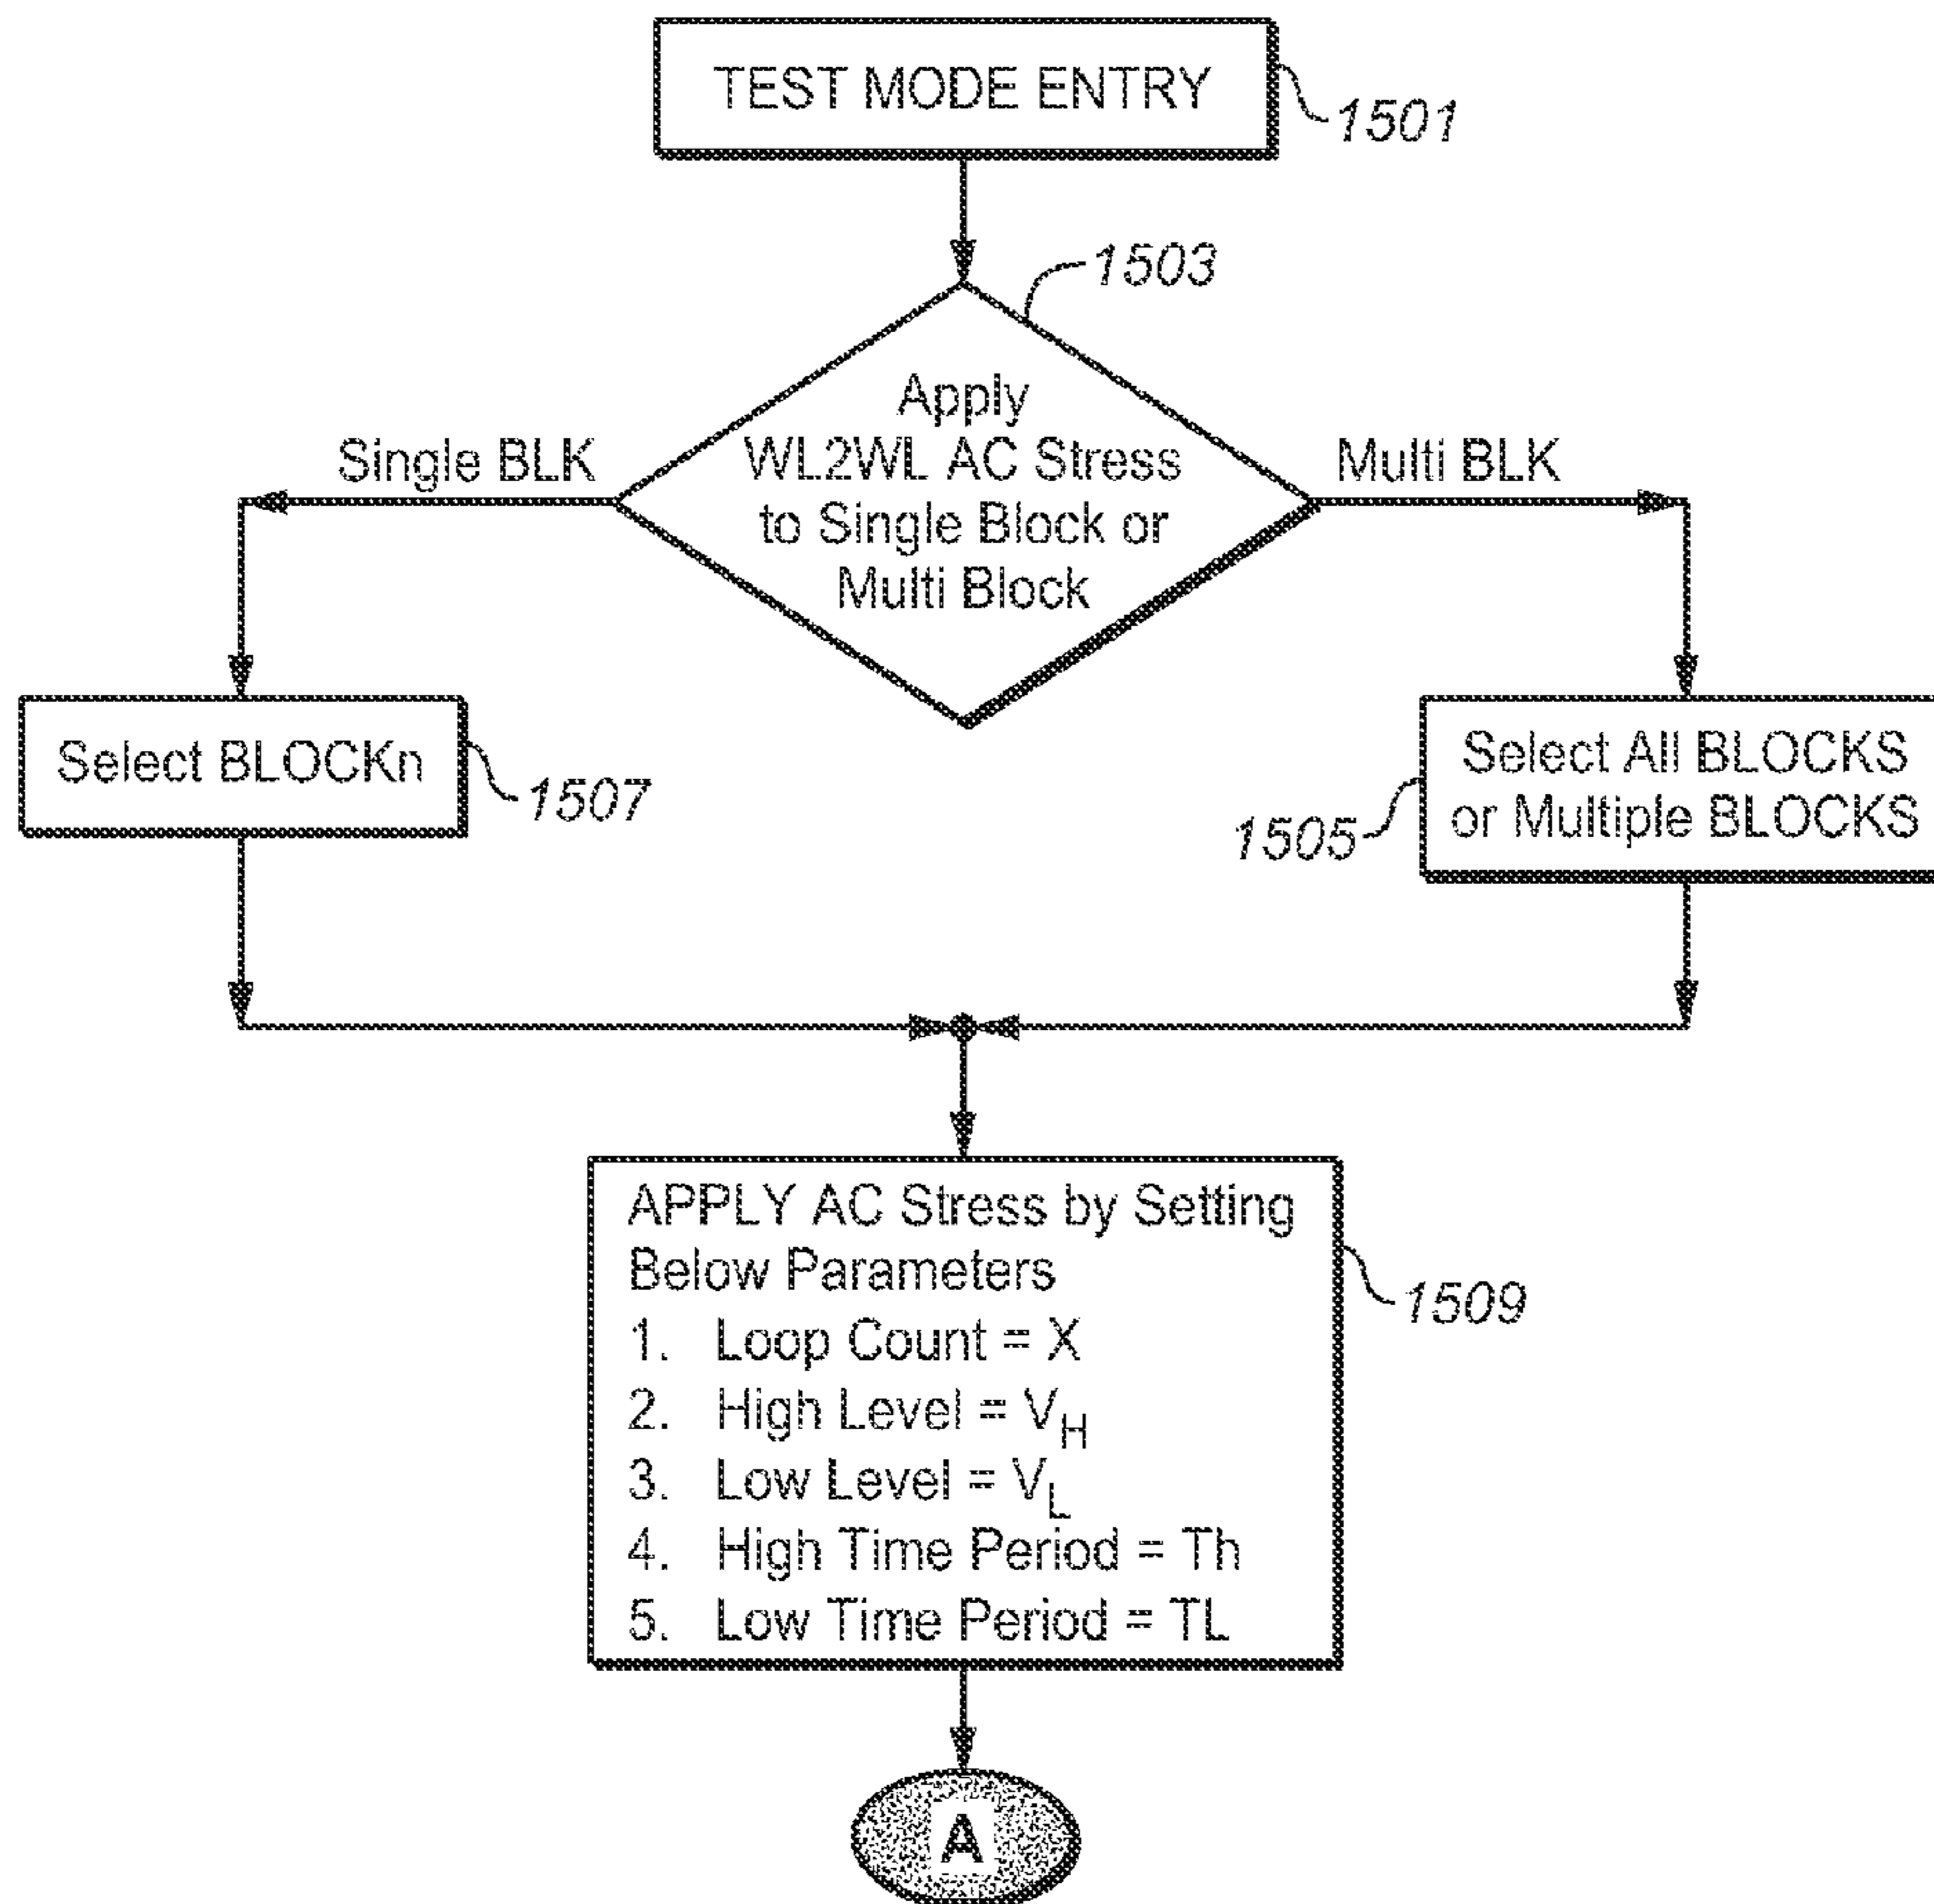 TEST MODE ENTRY
1501
1503
Apply
WL2WL AC Stress
to Single Block or
Multi Block
Single BLK
Multi BLK
Select BLOCKn
1507
Select All BLOCKS
or Multiple BLOCKS
1505
APPLY AC Stress by Setting
Below Parameters
1. Loop Count = X
2. High Level = V_H
3. Low Level = V_L
4. High Time Period = Th
5. Low Time Period = TL
1509
A